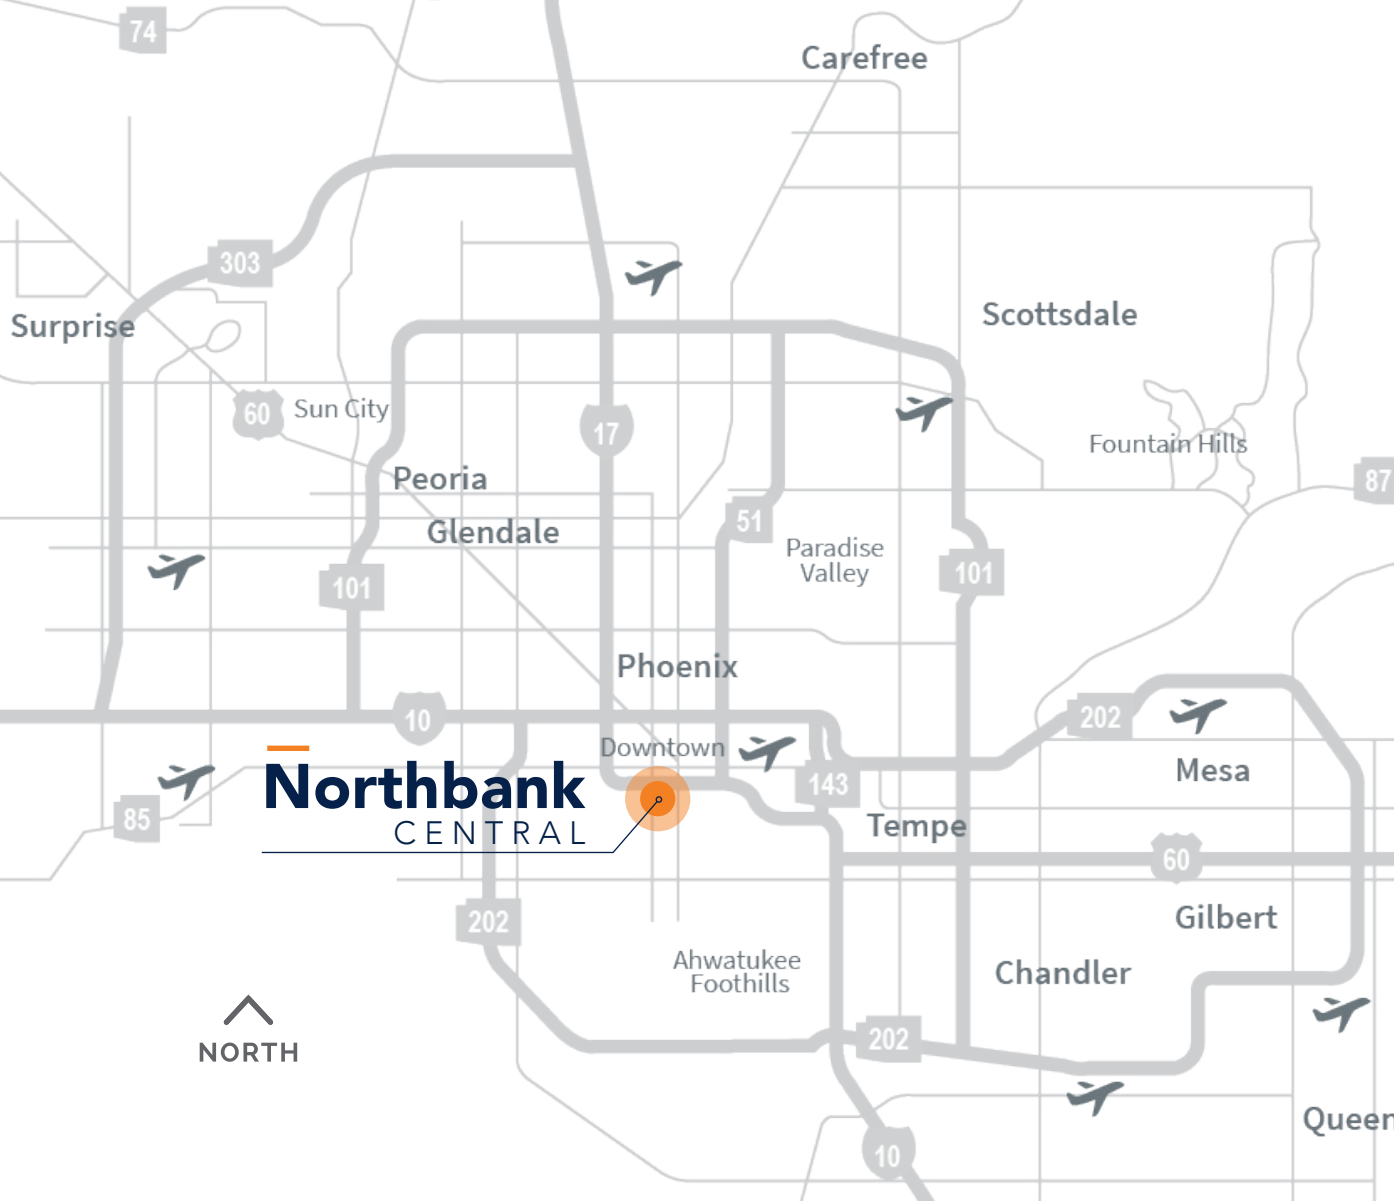 74
Carefree
303
Scottsdale
Surprise
60
Sun City
17
Fountain Hills
Peoria
87
51
Glendale
Paradise
Valley
101
101
Phoenix
10
202
Downtown
Mesa
143
Northbank
CENTRAL
85
Tempe
60
202
Gilbert
Ahwatukee
Foothills
Chandler
202
NORTH
Queen
10